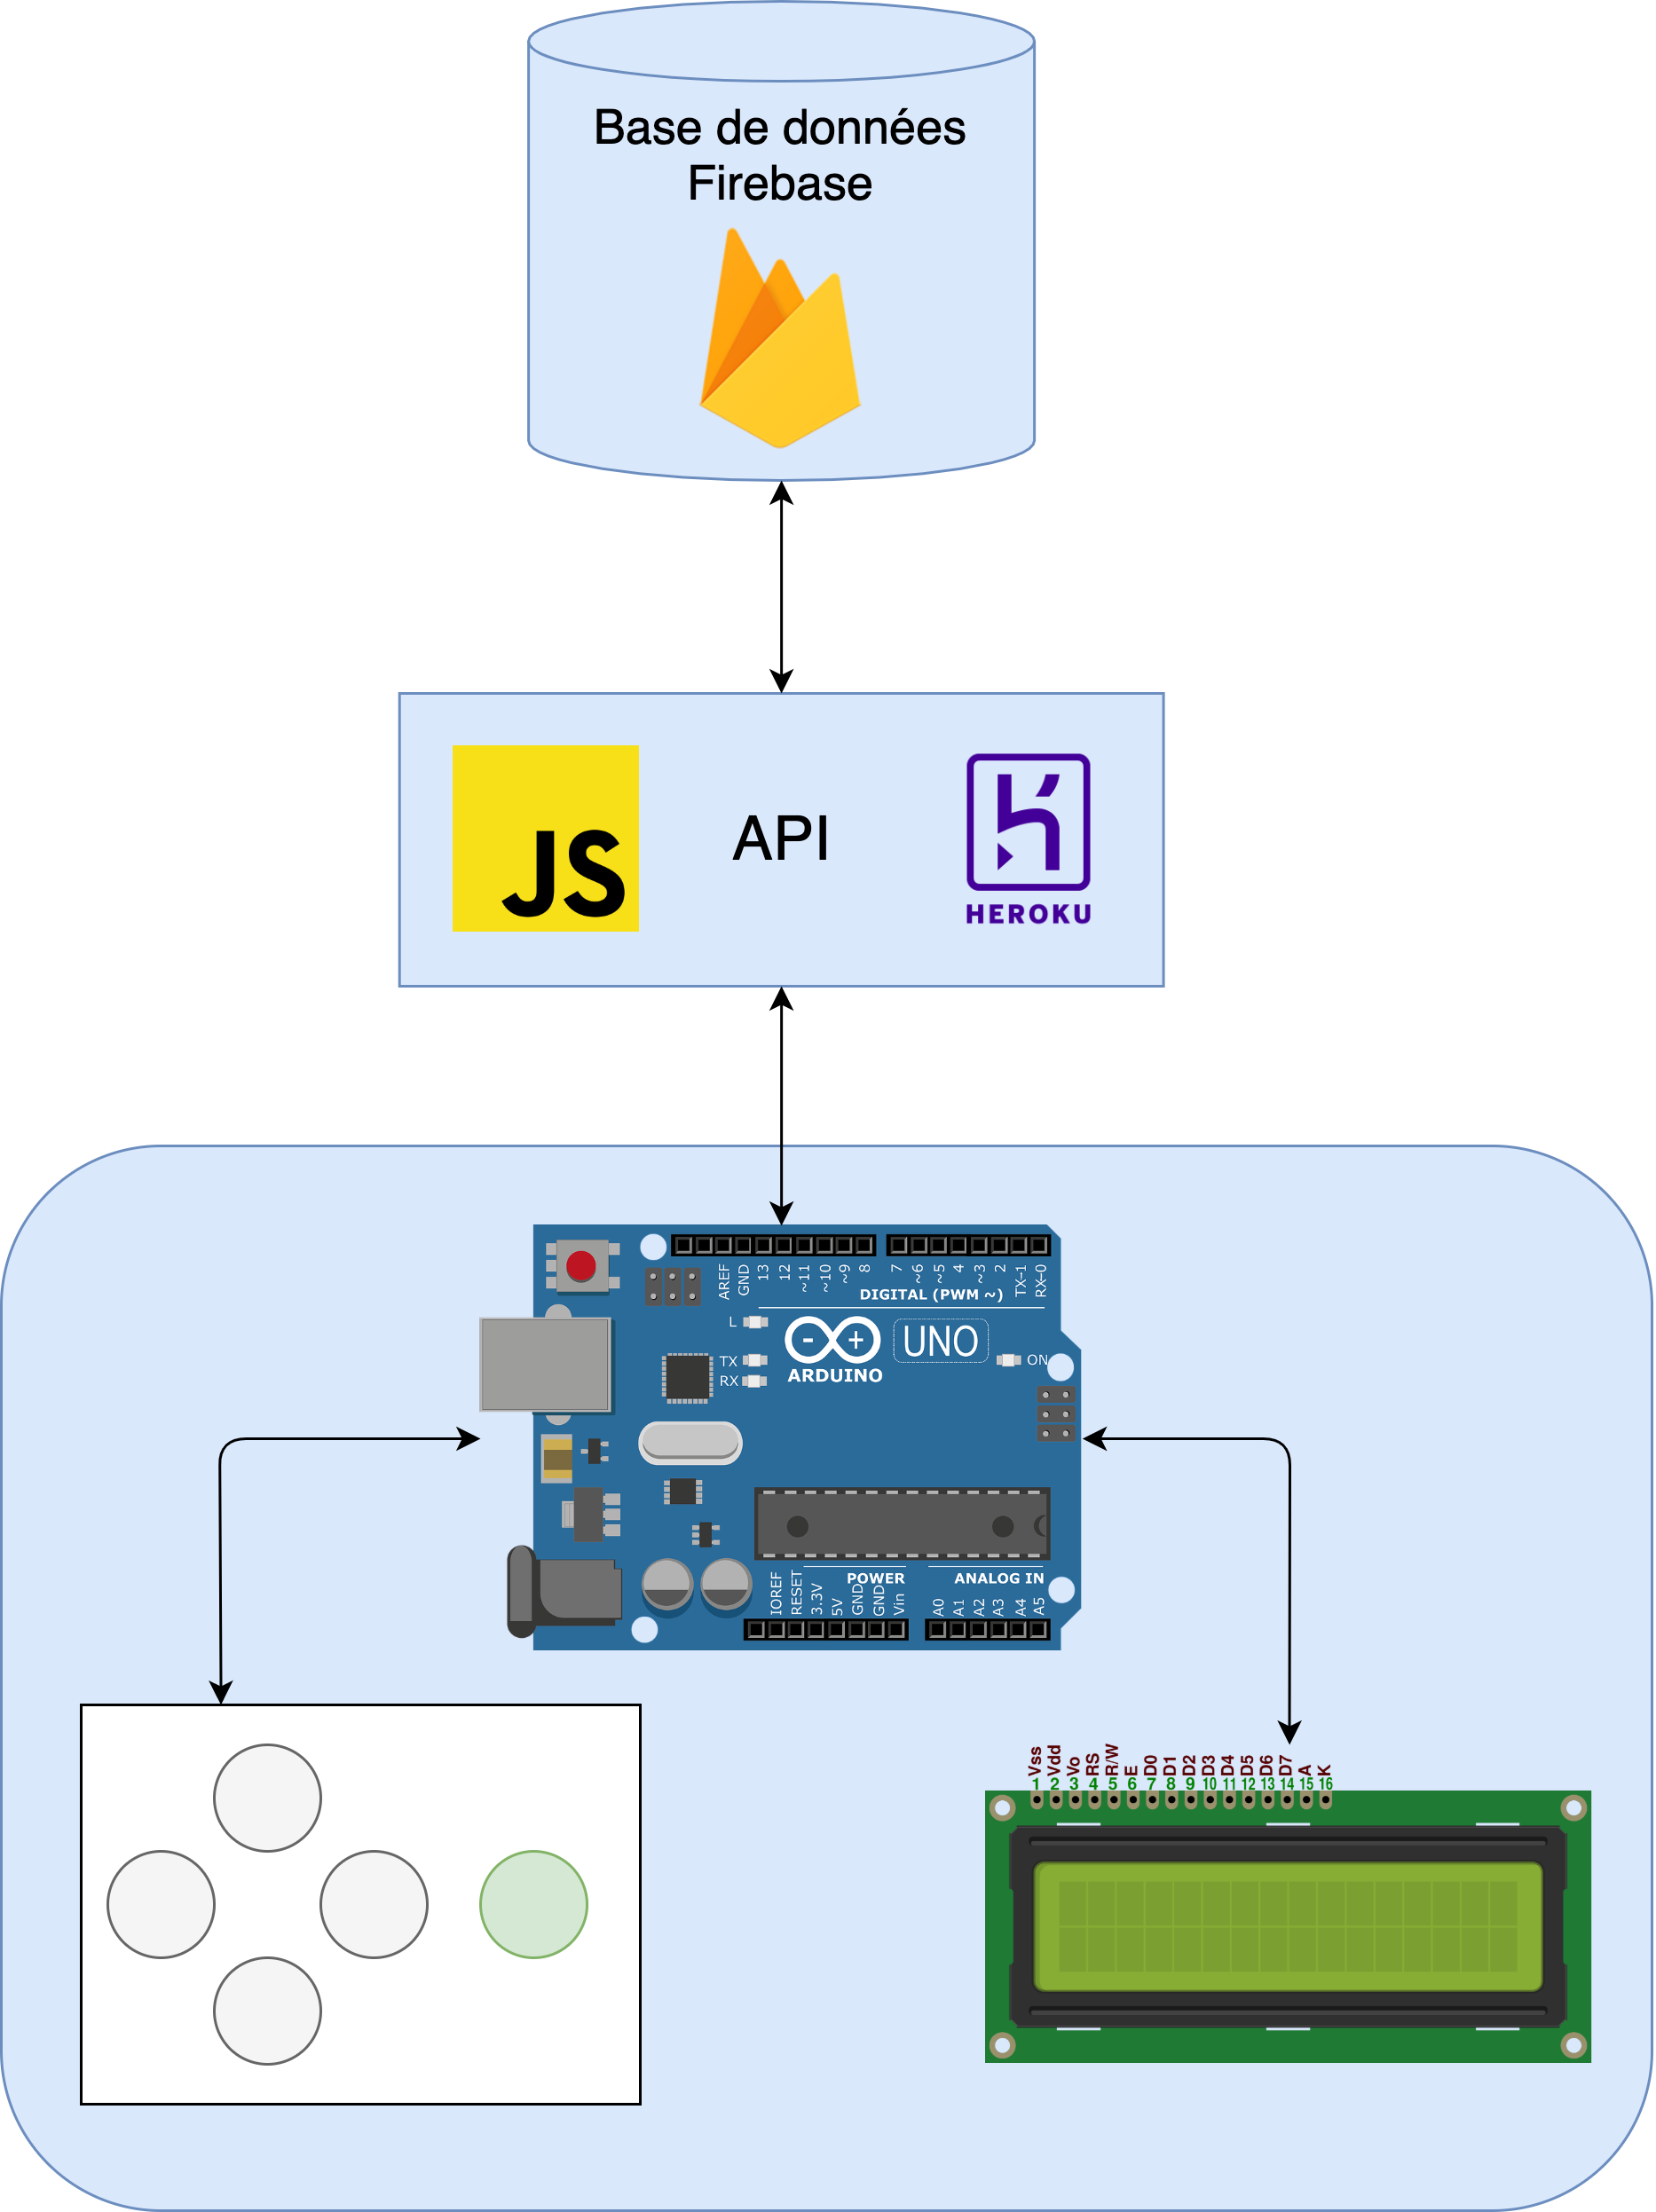 Base de données
Firebase
JS
API
HEROKU
AREF
GND
13
12
~11
~10
~9
8
7
~6
~5
4
~3
2
TX→1
RX←0
DIGITAL (PWM ~)
L
TX
RX
ARDUINO
UNO
ON
POWER
ANALOG IN
IOREF
RESET
3.3V
5V
GND
GND
Vin
A0
A1
A2
A3
A4
A5
Vss Vdd Vo RS R/W E D0 D1 D2 D3 D4 D5 D6 D7 A K
1 2 3 4 5 6 7 8 9 10 11 12 13 14 15 16